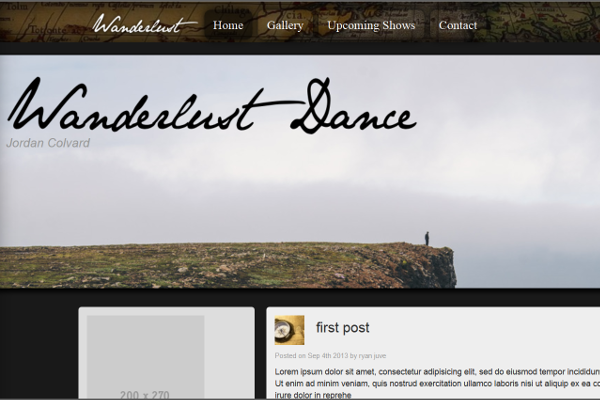 Wanderlust Home Gallery Upcoming Shows Contact
Wanderlust Dance
Jordan Colvard
first post
Posted on Sep 4th 2013 by ryan juve
Lorem ipsum dolor sit amet, consectetur adipisicing elit, sed do eiusmod tempor incididun
Ut enim ad minim veniam, quis nostrud exercitation ullamco laboris nisi ut aliquip ex ea co
irure dolor in reprehe
200 x 270